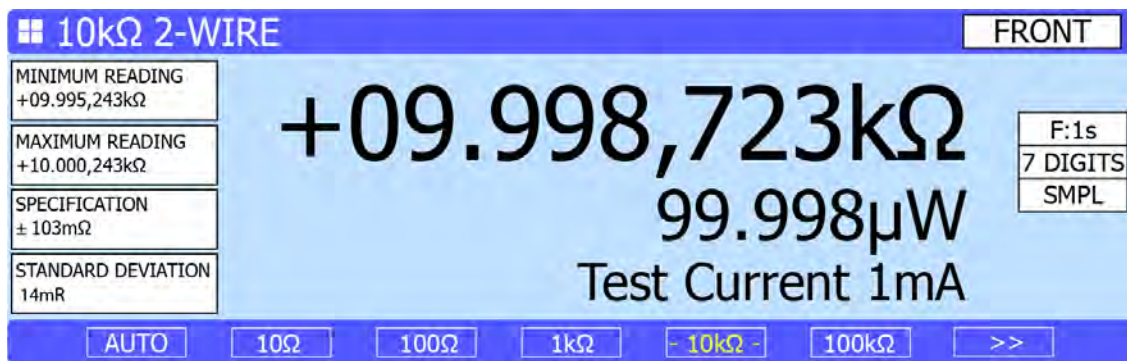 10kΩ 2-WIRE
FRONT
MINIMUM READING
+09.995,243kΩ
MAXIMUM READING
+10.000,243kΩ
SPECIFICATION
± 103mΩ
STANDARD DEVIATION
14mR
+09.998,723kΩ
99.998µW
Test Current 1mA
F:1s
7 DIGITS
SMPL
AUTO
10Ω
100Ω
1kΩ
- 10kΩ -
100kΩ
>>